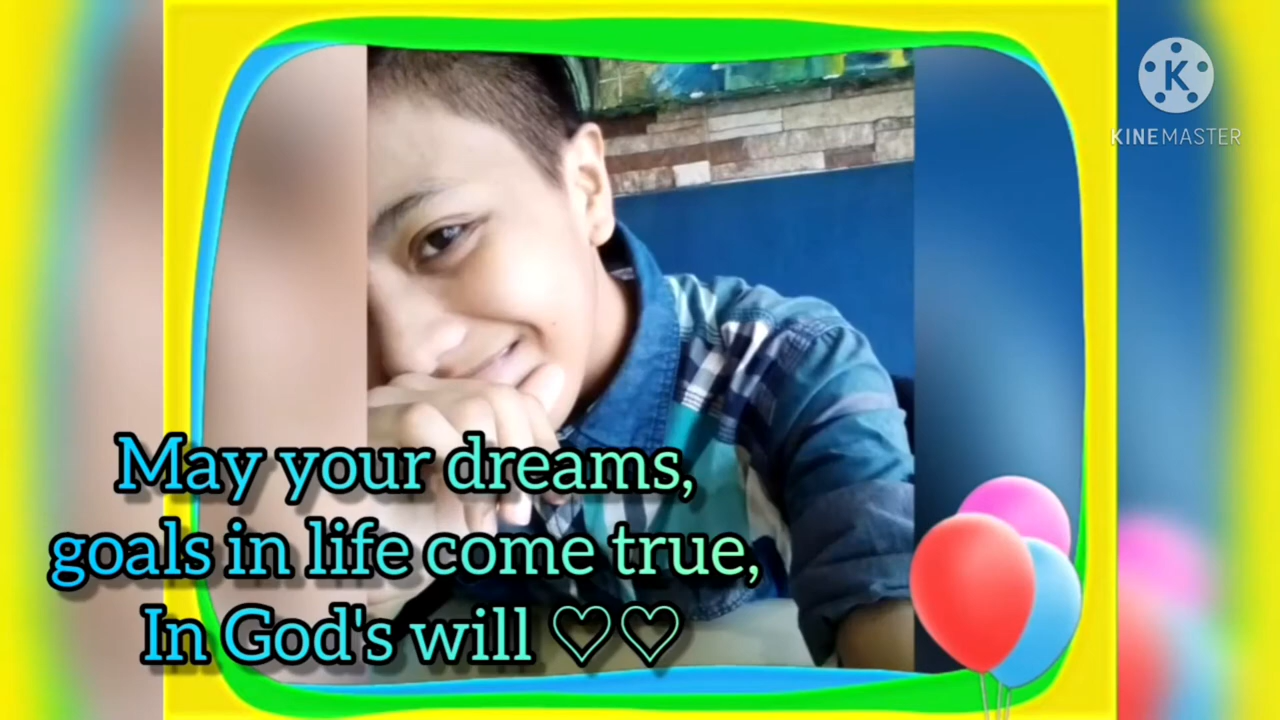 KINEMASTER
May your dreams,
goals in life come true,
In God's will ♡♡